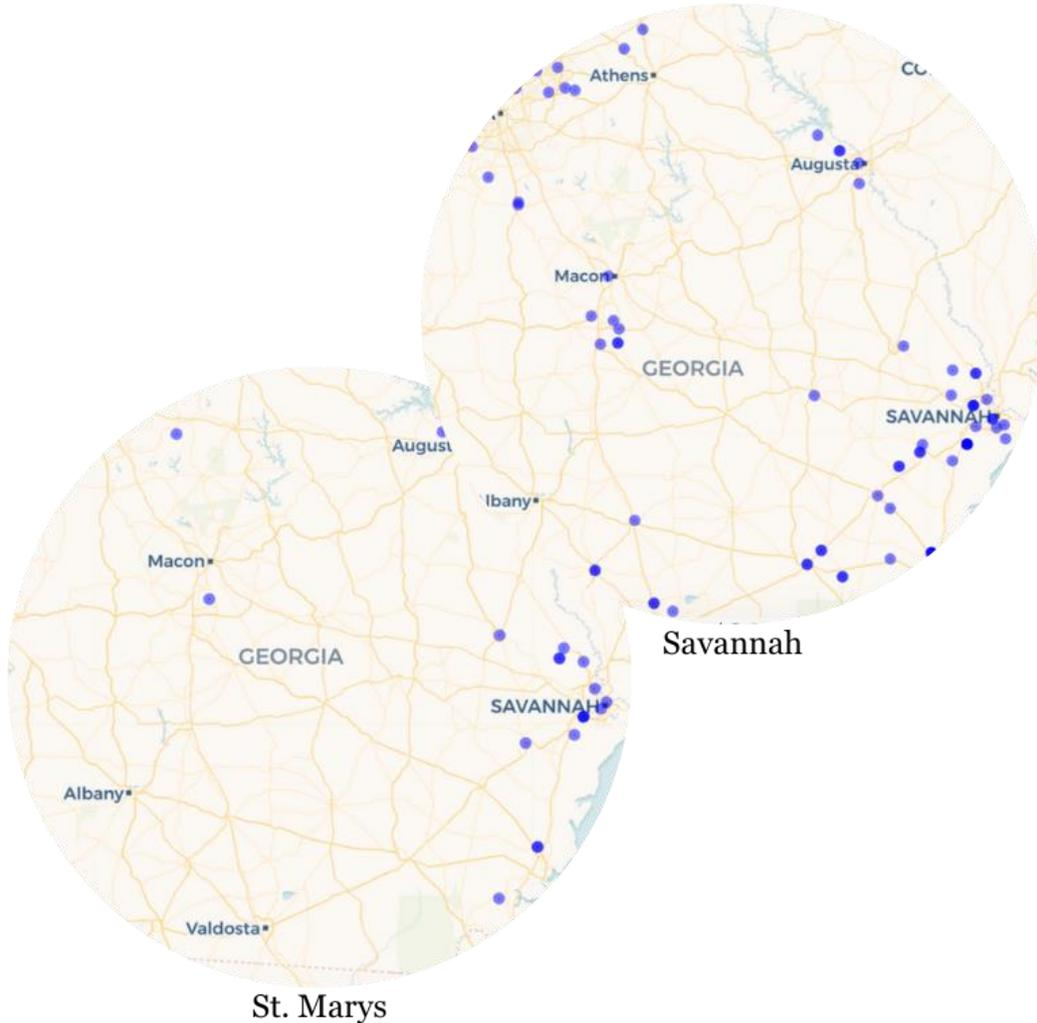 CO
Athens
Augusta
Macon
GEORGIA
SAVANNAH
lbany
Savannah
Augus
Macon
GEORGIA
SAVANNAH
Albany
Valdosta
St. Marys